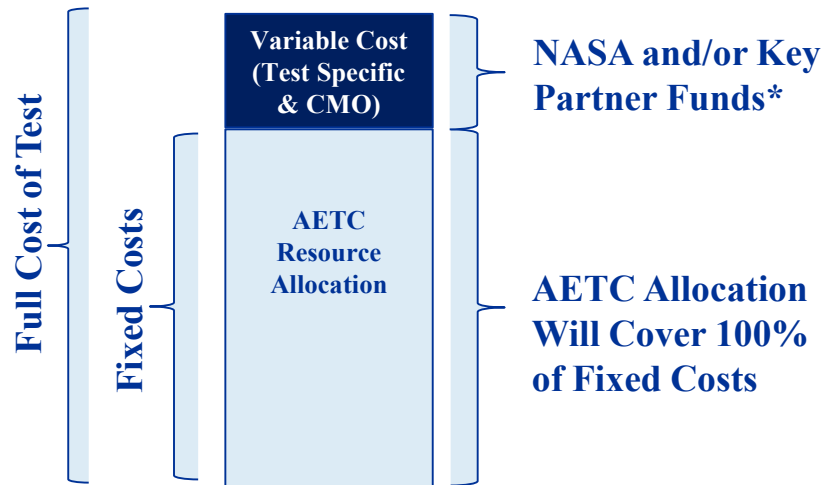 Full Cost of Test
Fixed Costs
Variable Cost
(Test Specific
& CMO)
AETC
Resource
Allocation
NASA and/or Key
Partner Funds*
AETC Allocation
Will Cover 100%
of Fixed Costs